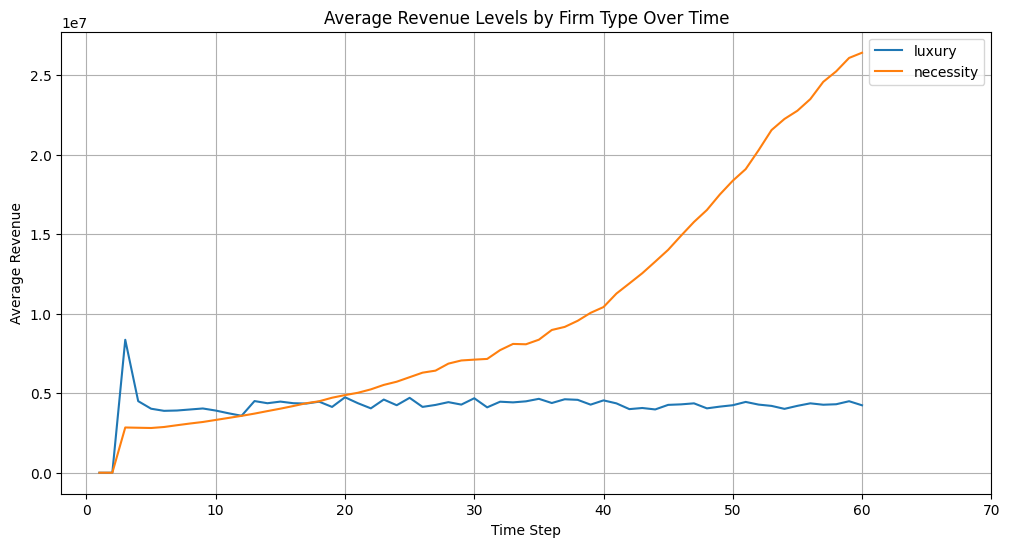 Average Revenue Levels by Firm Type Over Time
1e7
luxury
necessity
2.5
2.0
1.5
1.0
0.5
0.0
Average Revenue
0 10 20 30 40 50 60 70
Time Step